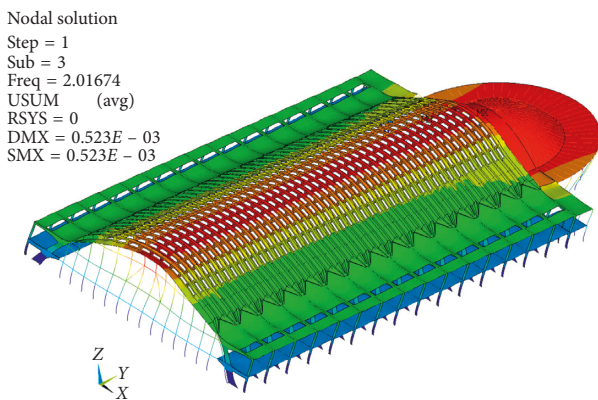 Nodal solution
Step = 1
Sub = 3
Freq = 2.01674
USUM (avg)
RSYS = 0
DMX = 0.523E – 03
SMX = 0.523E – 03
MX
Z
Y
X